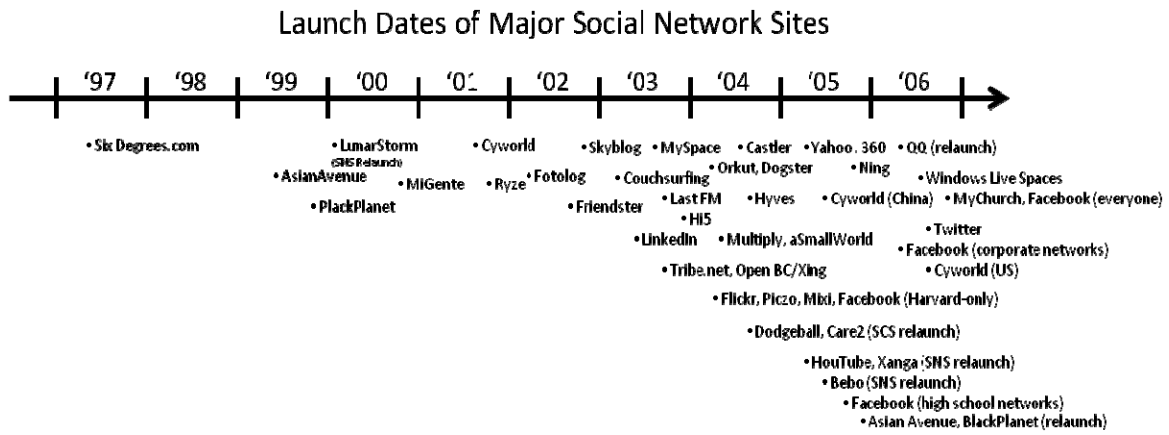 Launch Dates of Major Social Network Sites
'97 '98 '99 '00 '01 '02 '03 '04 '05 '06
•Six Degrees.com •LunarStorm •Cyworld •Skyblog •MySpace •Castler •Yahoo. 360 •QQ (relaunch)
(SNS Relaunch)
•AsianAvenue •MiGente •Ryze •Fotolog •Couchsurfing •Orkut, Dogster •Ning •Windows Live Spaces
•PlackPlanet •Friendster •Last FM •Hyves •Cyworld (China) •MyChurch, Facebook (everyone)
•Hi5
•Twitter
•LinkedIn •Multiply, aSmallWorld •Facebook (corporate networks)
•Tribe.net, Open BC/Xing •Cyworld (US)
•Flickr, Piczo, Mixi, Facebook (Harvard-only)
•Dodgeball, Care2 (SCS relaunch)
•HouTube, Xanga (SNS relaunch)
•Bebo (SNS relaunch)
•Facebook (high school networks)
•Asian Avenue, BlackPlanet (relaunch)